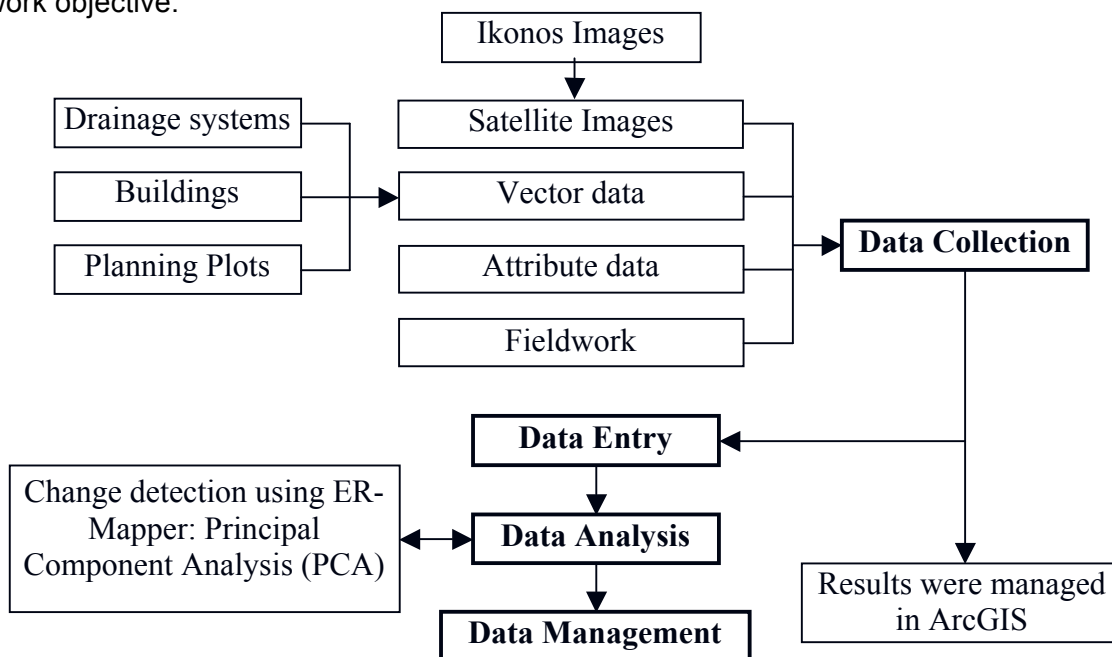 work objective.
Ikonos Images
Drainage systems
Satellite Images
Buildings
Vector data
Data Collection
Planning Plots
Attribute data
Fieldwork
Data Entry
Change detection using ER-
Mapper: Principal
Component Analysis (PCA)
Data Analysis
Results were managed
in ArcGIS
Data Management